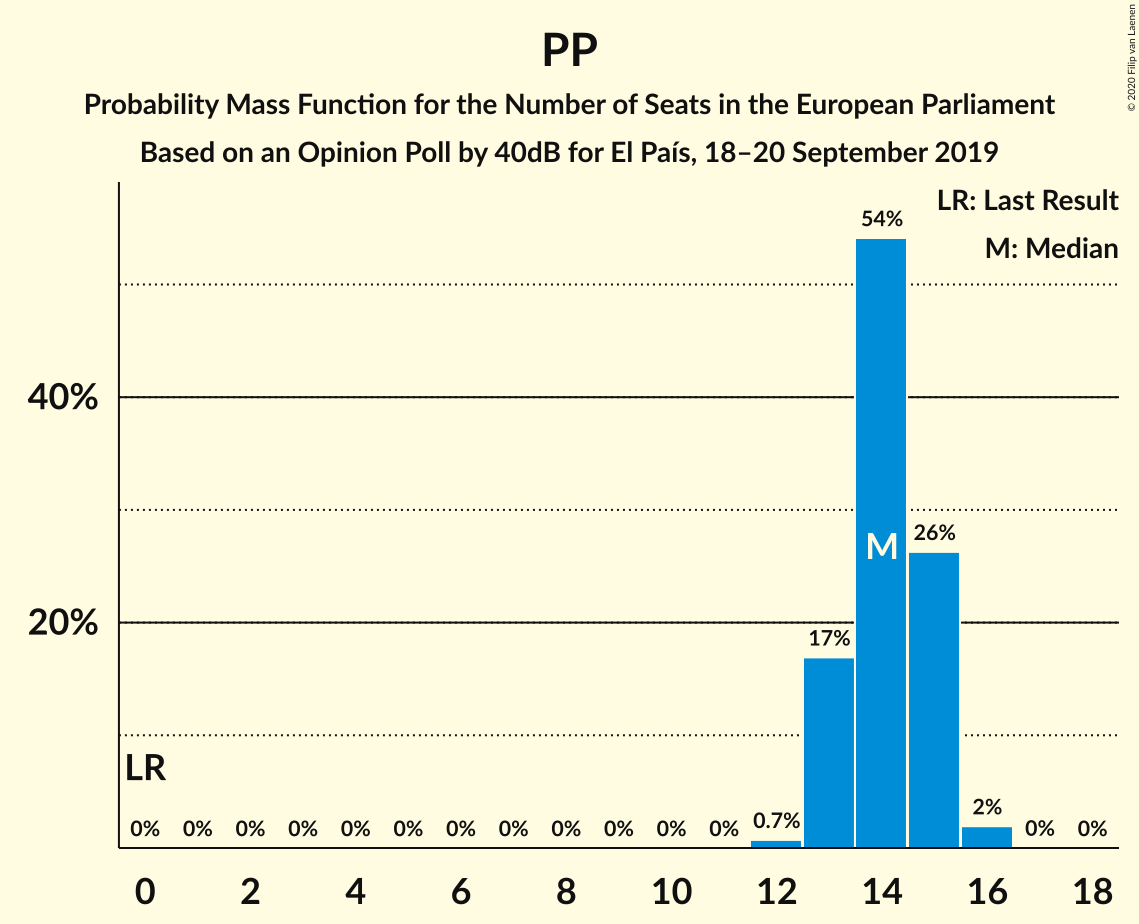 PP
Probability Mass Function for the Number of Seats in the European Parliament
Based on an Opinion Poll by 40dB for El País, 18–20 September 2019
© 2020 Filip van Laenen
LR: Last Result
M: Median
54%
40%
26%
M
20%
17%
LR
0% 0% 0% 0% 0% 0% 0% 0% 0% 0% 0% 0% 0.7% 2% 0% 0%
0 2 4 6 8 10 12 14 16 18